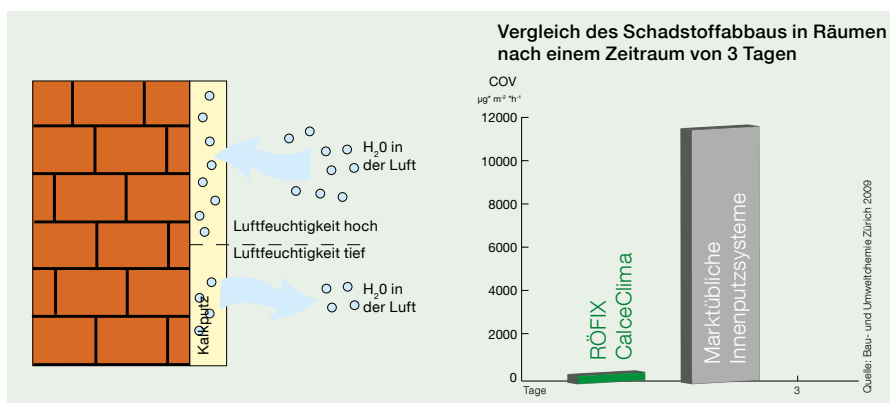 H₂0 in
der Luft
Luftfeuchtigkeit hoch
Luftfeuchtigkeit tief
H₂0 in
der Luft
Kalkputz
Vergleich des Schadstoffabbaus in Räumen
nach einem Zeitraum von 3 Tagen
COV
µg* m⁻² *h⁻¹
12000
10000
8000
6000
4000
2000
0
RÖFIX
CalceClima
Marktübliche
Innenputzsysteme
Tage
3
Quelle: Bau- und Umweltchemie Zürich 2009